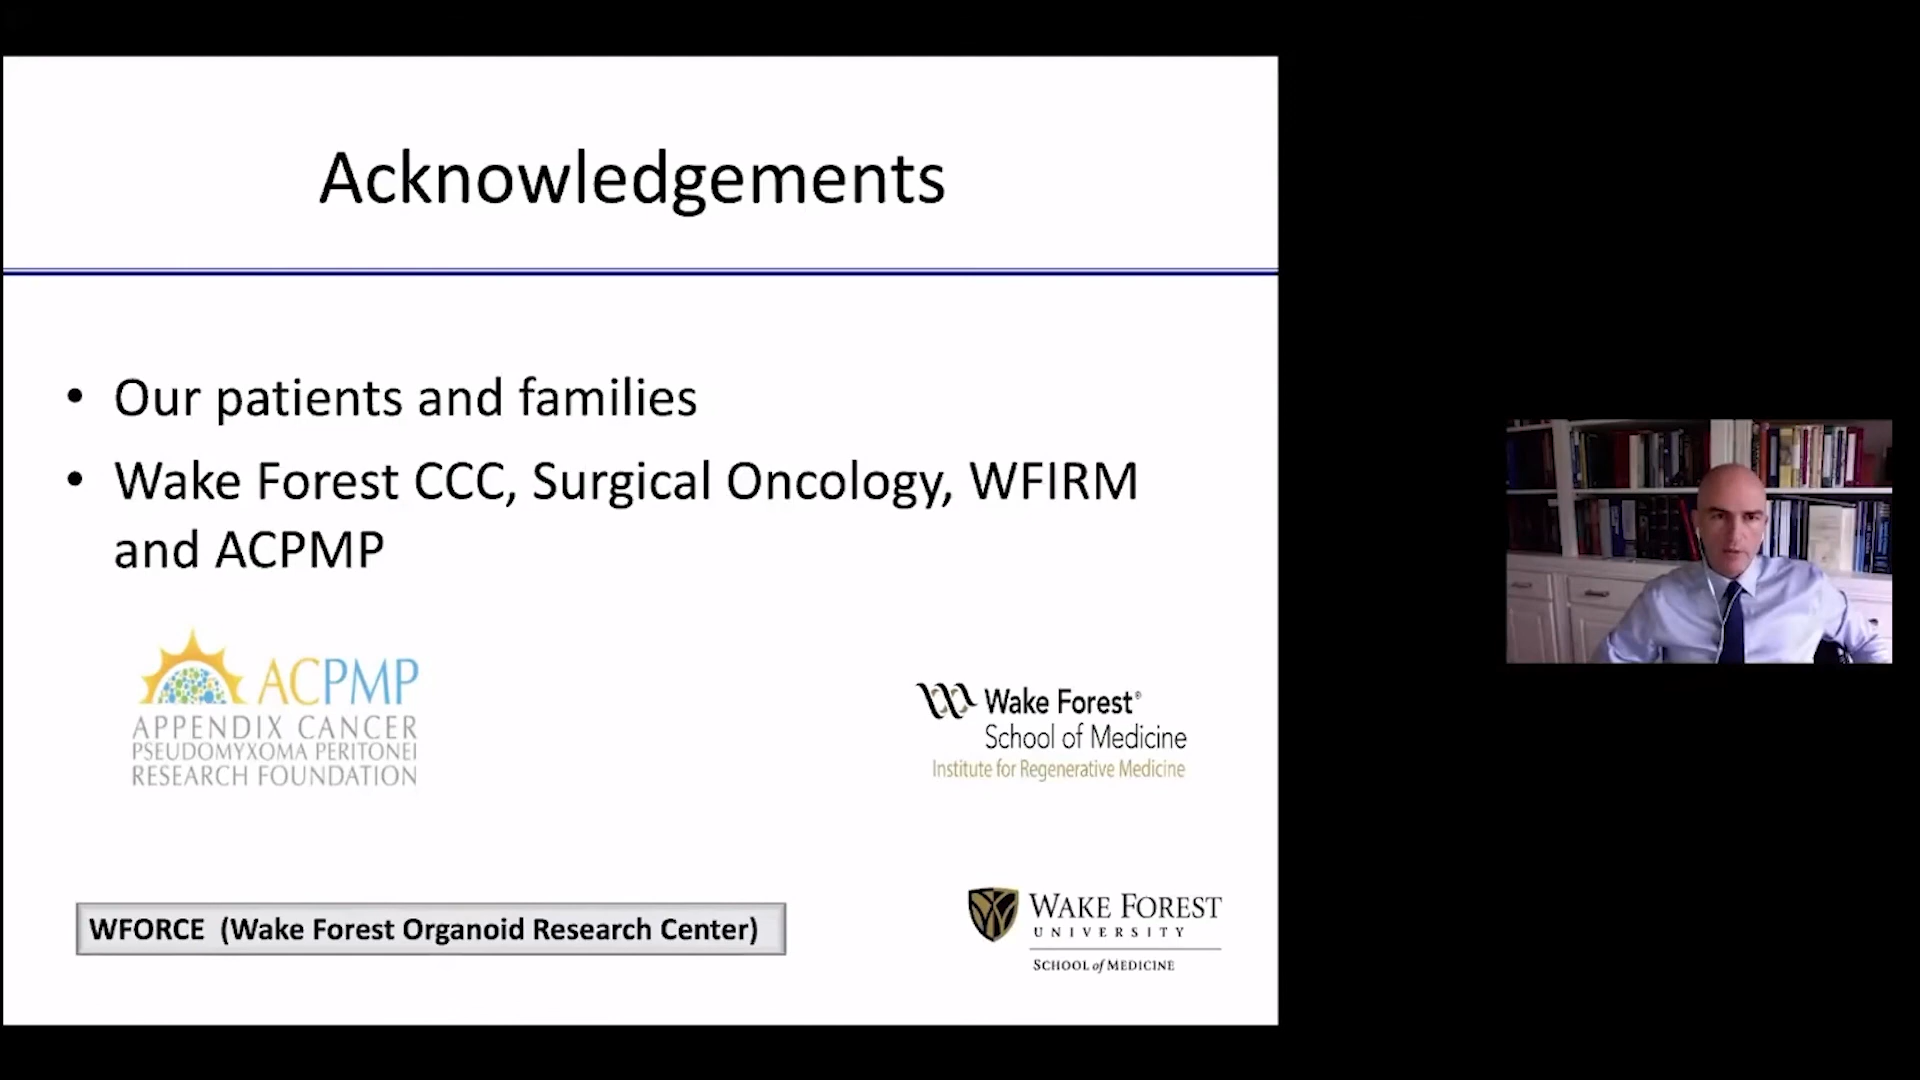 Acknowledgements
• Our patients and families
• Wake Forest CCC, Surgical Oncology, WFIRM
and ACPMP
ACPMP
APPENDIX CANCER
PSEUDOMYXOMA PERITONEI
RESEARCH FOUNDATION
Wake Forest®
School of Medicine
Institute for Regenerative Medicine
WFORCE (Wake Forest Organoid Research Center)
WAKE FOREST
UNIVERSITY
SCHOOL of MEDICINE